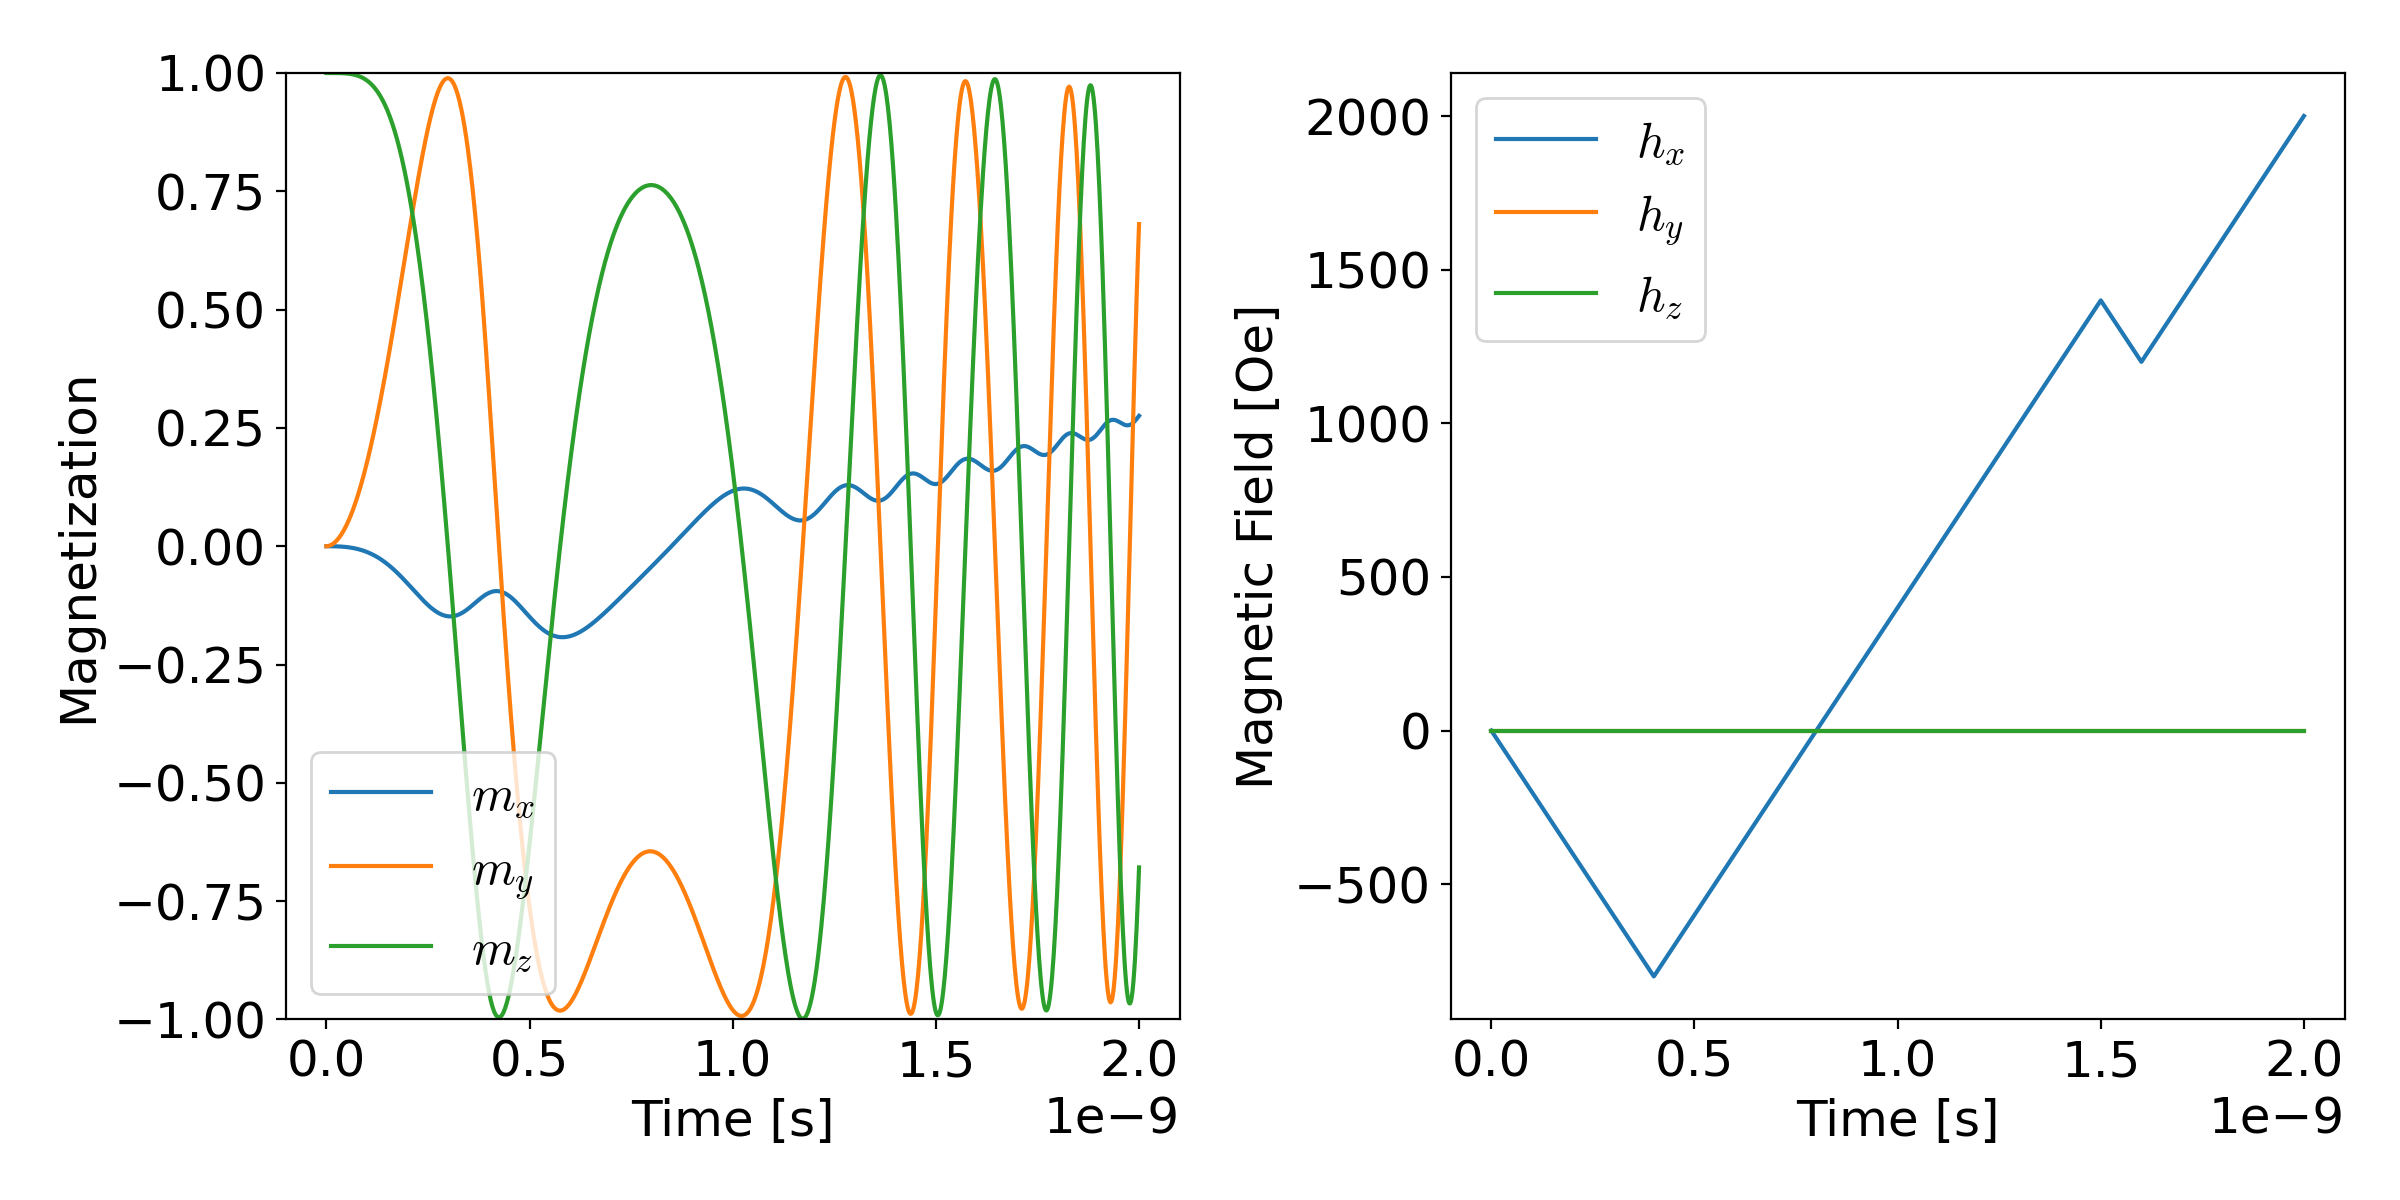 Magnetization
1.00
0.75
0.50
0.25
0.00
−0.25
−0.50
−0.75
−1.00
m_x
m_y
m_z
0.0 0.5 1.0 1.5 2.0
Time [s]
1e−9
Magnetic Field [Oe]
2000
1500
1000
500
0
−500
h_x
h_y
h_z
0.0 0.5 1.0 1.5 2.0
Time [s]
1e−9